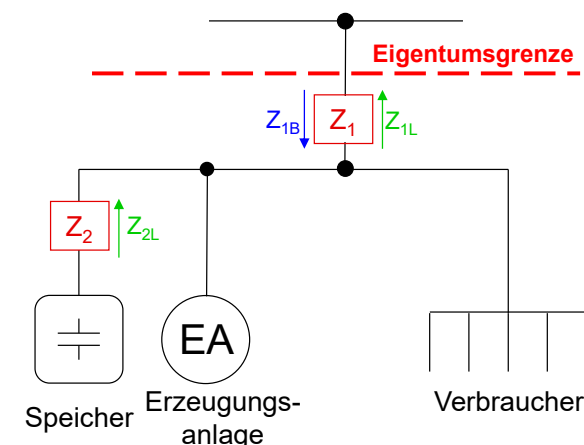 Eigentumsgrenze
Z1B
Z1
Z1L
Z2
Z2L
EA
Speicher
Erzeugungs-
anlage
Verbraucher